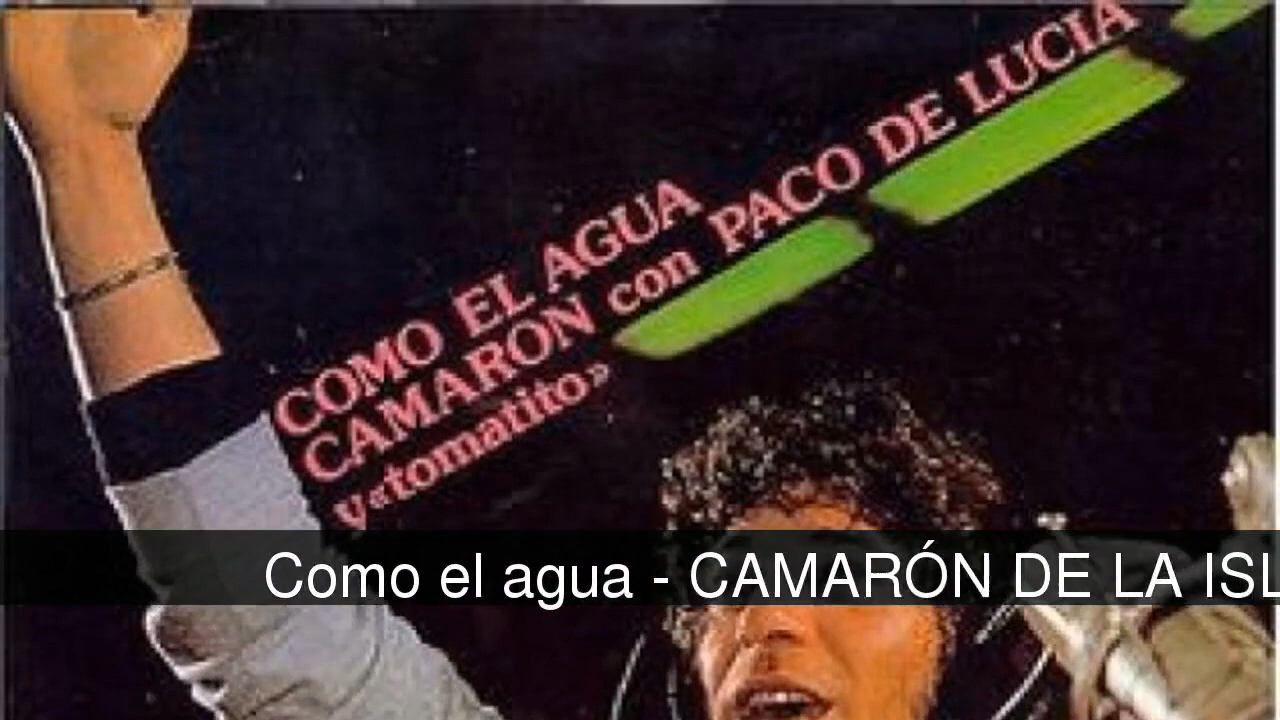 COMO EL AGUA
CAMARON con PACO DE LUCIA
y «tomatito»
Como el agua - CAMARÓN DE LA ISL